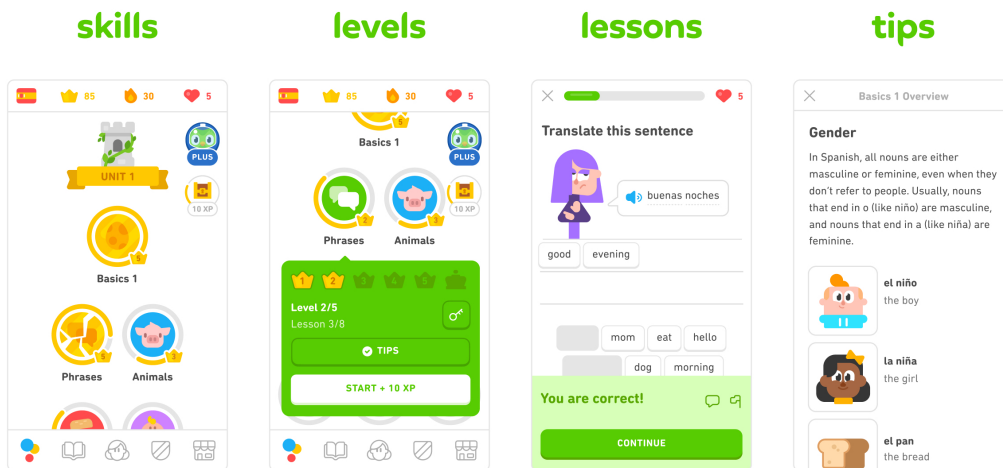 skills
levels
lessons
tips
85
30
5
PLUS
UNIT 1
10 XP
5
Basics 1
5
3
Phrases
Animals
85
30
5
5
Basics 1
PLUS
10 XP
2
3
Phrases
Animals
1 2 3 4 5
Level 2/5
Lesson 3/8
TIPS
START + 10 XP
5
Translate this sentence
buenas noches
good evening
mom eat hello
dog morning
You are correct!
CONTINUE
Basics 1 Overview
Gender
In Spanish, all nouns are either
masculine or feminine, even when they
don't refer to people. Usually, nouns
that end in o (like niño) are masculine,
and nouns that end in a (like niña) are
feminine.
el niño
the boy
la niña
the girl
el pan
the bread